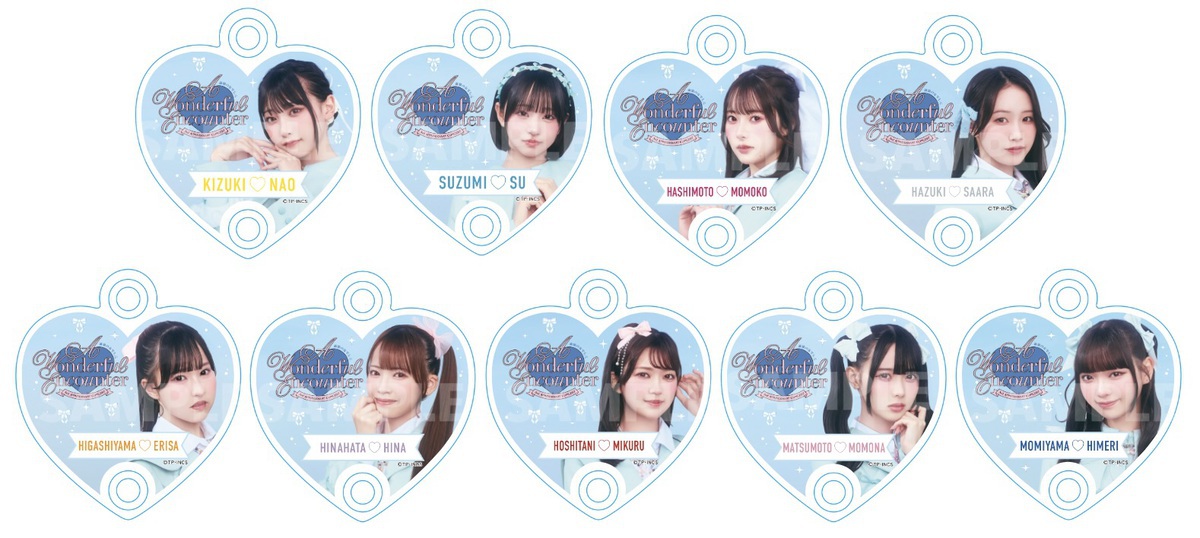 A
Wonderful
Encounter
KIZUKI♡NAO
©TP-INCS
A
Wonderful
Encounter
SUZUMI♡SU
©TP-INCS
A
Wonderful
Encounter
HASHIMOTO♡MOMOKO
©TP-INCS
A
Wonderful
Encounter
HAZUKI♡SAARA
©TP-INCS
SAMPLE
A
Wonderful
Encounter
HIGASHIYAMA♡ERISA
©TP-INCS
A
Wonderful
Encounter
HINAHATA♡HINA
©TP-INCS
A
Wonderful
Encounter
HOSHITANI♡MIKURU
©TP-INCS
A
Wonderful
Encounter
MATSUMOTO♡MOMONA
©TP-INCS
A
Wonderful
Encounter
MOMIYAMA♡HIMERI
©TP-INCS
SAMPLE